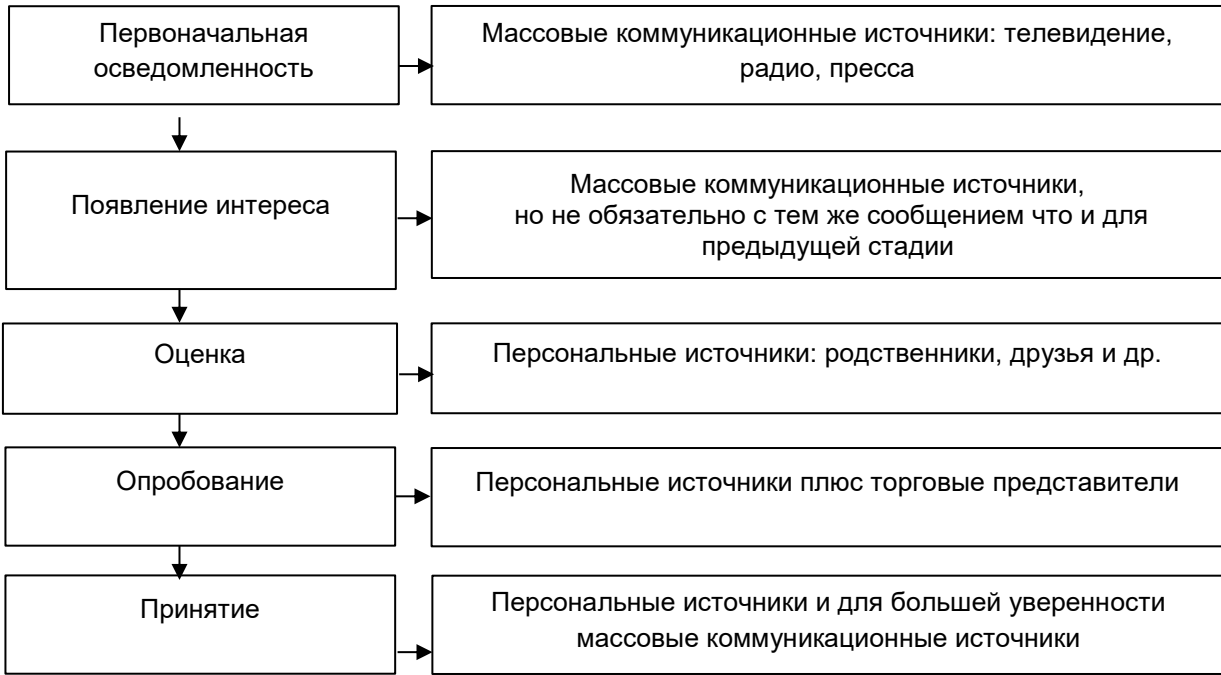 Первоначальная
осведомленность
Массовые коммуникационные источники: телевидение,
радио, пресса
Появление интереса
Массовые коммуникационные источники,
но не обязательно с тем же сообщением что и для
предыдущей стадии
Оценка
Персональные источники: родственники, друзья и др.
Опробование
Персональные источники плюс торговые представители
Принятие
Персональные источники и для большей уверенности
массовые коммуникационные источники